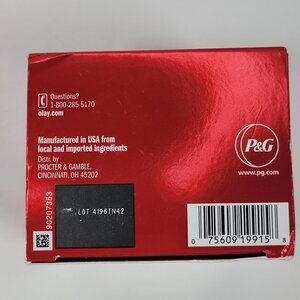 Questions?
1-800-285-5170
olay.com
Manufactured in USA from
local and imported ingredients
Distr. by
PROCTER & GAMBLE,
CINCINNATI, OH 45202
P&G
www.pg.com
90207353
LOT 4196TN42
0 75609 19915 8